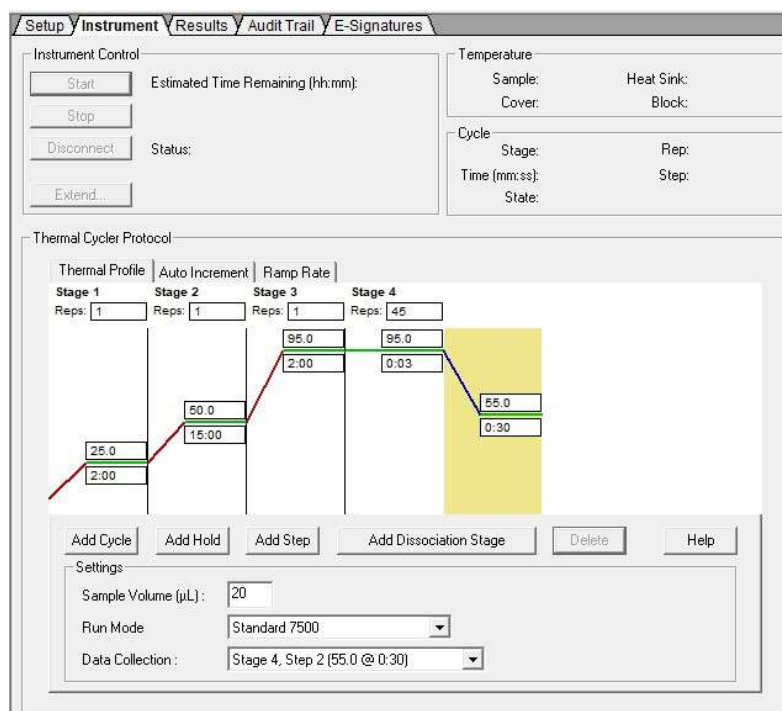 Setup Instrument Results Audit Trail E-Signatures
Instrument Control
Start Estimated Time Remaining (hh:mm):
Stop
Disconnect Status:
Extend...
Temperature
Sample: Heat Sink:
Cover: Block:
Cycle
Stage: Rep:
Time (mm:ss): Step:
State:
Thermal Cycler Protocol
Thermal Profile Auto Increment Ramp Rate
Stage 1 Stage 2 Stage 3 Stage 4
Reps: 1 Reps: 1 Reps: 1 Reps: 45
95.0 95.0
2:00 0:03
55.0
0:30
50.0
15:00
25.0
2:00
Add Cycle Add Hold Add Step Add Dissociation Stage Delete Help
Settings
Sample Volume (µL) : 20
Run Mode Standard 7500
Data Collection : Stage 4, Step 2 (55.0 @ 0:30)